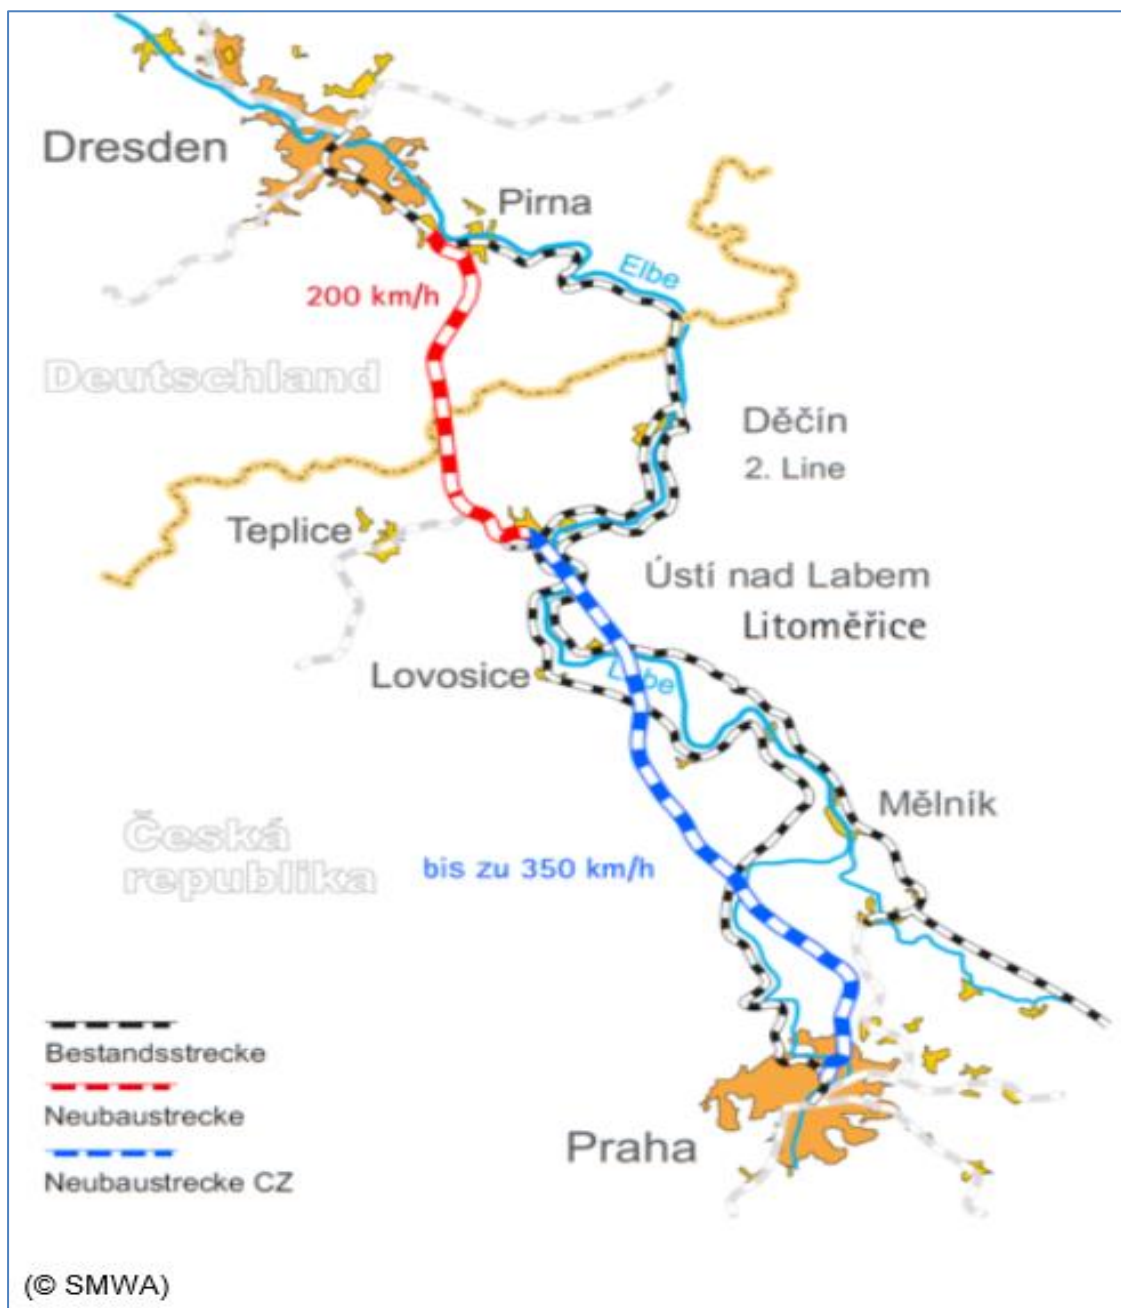 Dresden
Pirna
Elbe
200 km/h
Deutschland
Děčín
2. Line
Teplice
Ústí nad Labem
Litoměřice
Lovosice
Labe
Mělník
Česká
republika
bis zu 350 km/h
Bestandsstrecke
Neubaustrecke
Neubaustrecke CZ
Praha
(© SMWA)